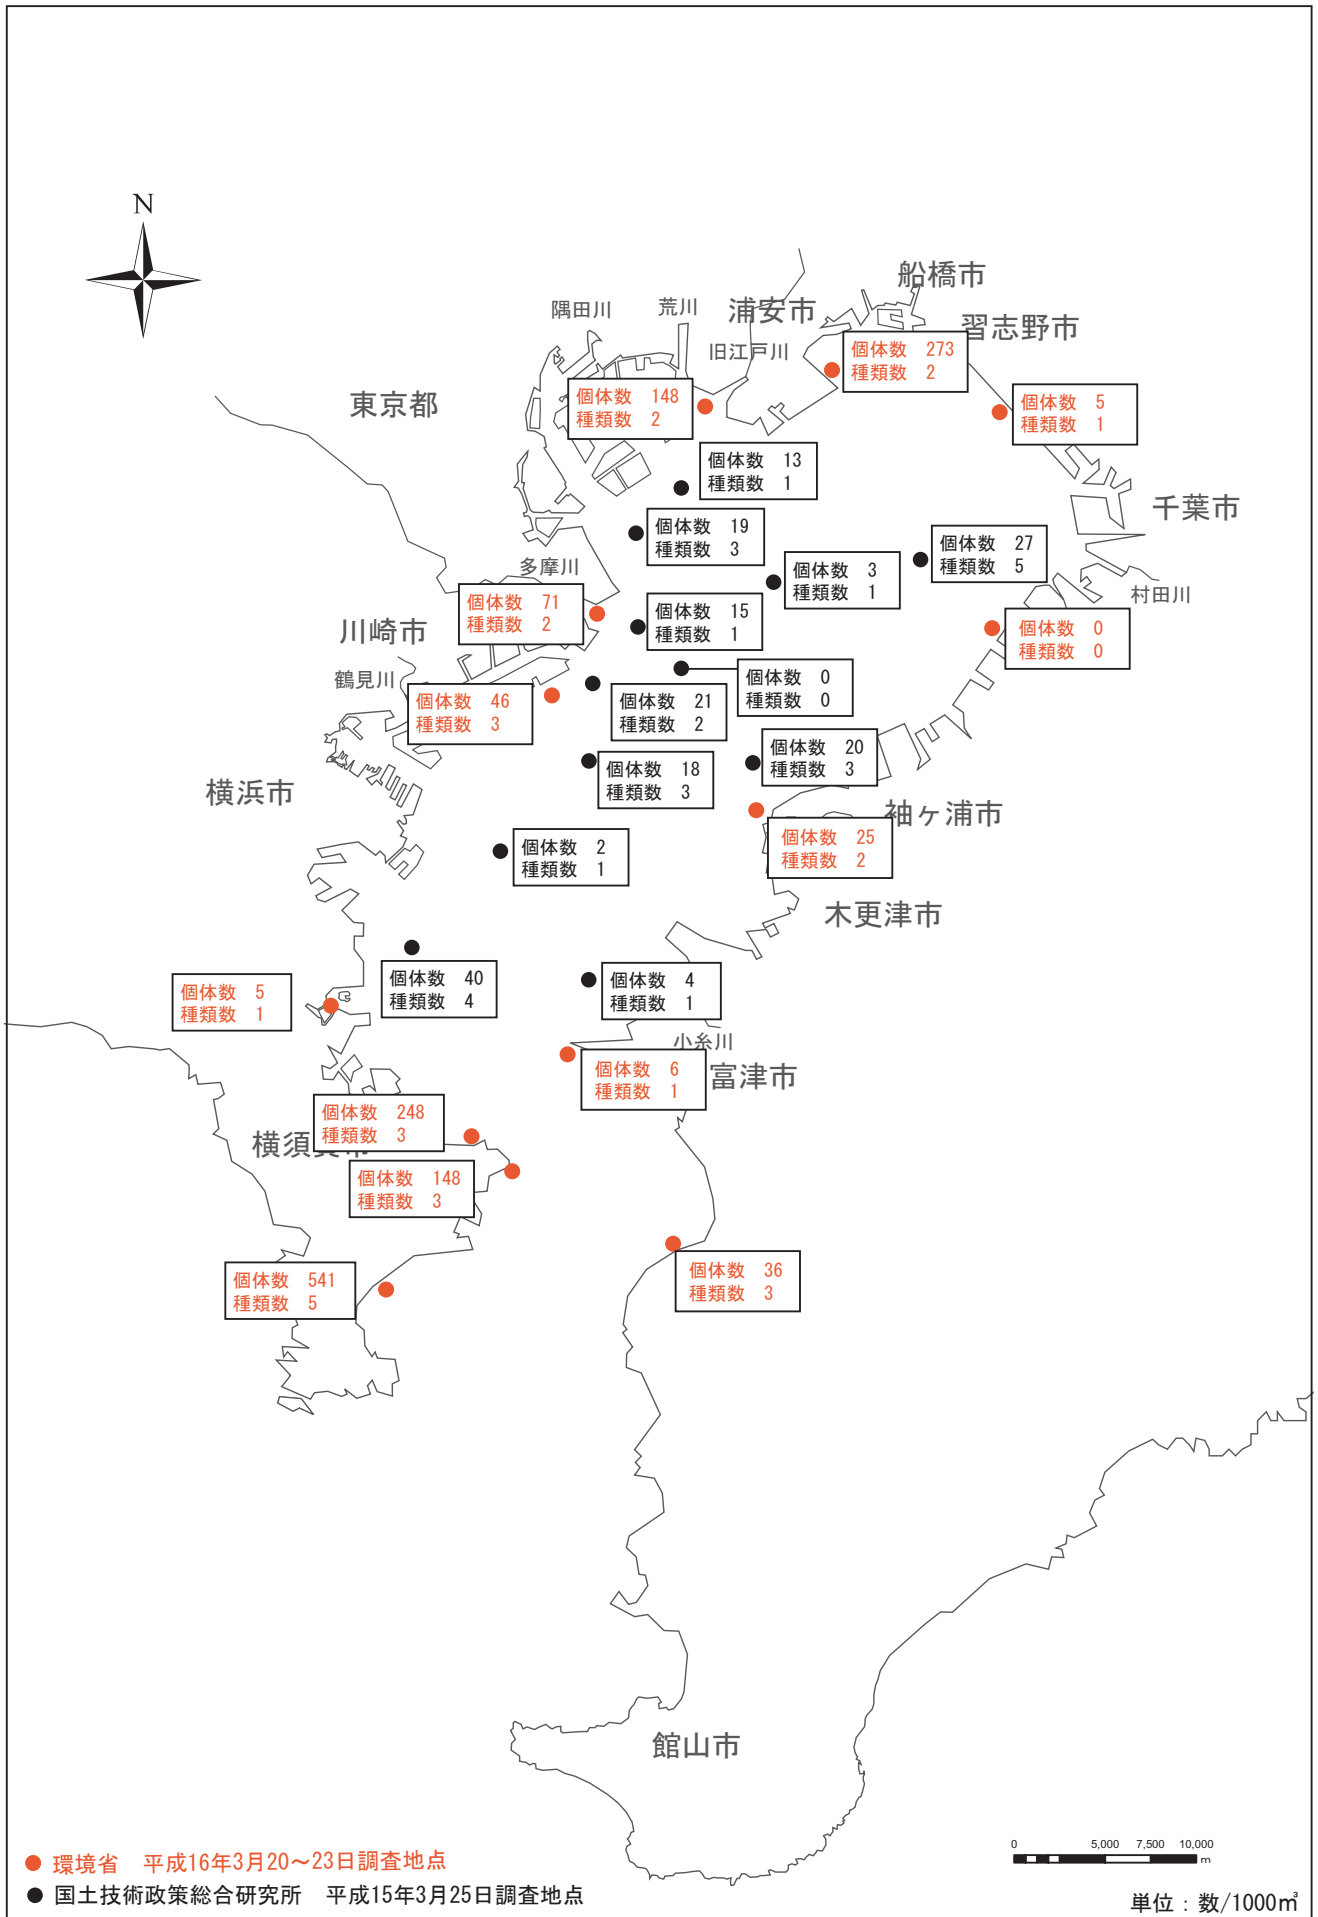 N
船橋市
隅田川
荒川
浦安市
習志野市
旧江戸川
個体数 273
種類数 2
東京都
個体数 148
種類数 2
個体数 5
種類数 1
個体数 13
種類数 1
千葉市
個体数 19
種類数 3
個体数 27
種類数 5
多摩川
個体数 3
種類数 1
村田川
個体数 71
種類数 2
個体数 15
種類数 1
川崎市
個体数 0
種類数 0
鶴見川
個体数 0
種類数 0
個体数 46
種類数 3
個体数 21
種類数 2
個体数 20
種類数 3
個体数 18
種類数 3
横浜市
袖ヶ浦市
個体数 25
種類数 2
個体数 2
種類数 1
木更津市
個体数 40
種類数 4
個体数 4
種類数 1
個体数 5
種類数 1
小糸川
個体数 6
種類数 1
富津市
個体数 248
種類数 3
横須
個体数 148
種類数 3
個体数 541
種類数 5
個体数 36
種類数 3
館山市
0 5,000 7,500 10,000
m
環境省 平成16年3月20～23日調査地点
国土技術政策総合研究所 平成15年3月25日調査地点
単位：数/1000㎥